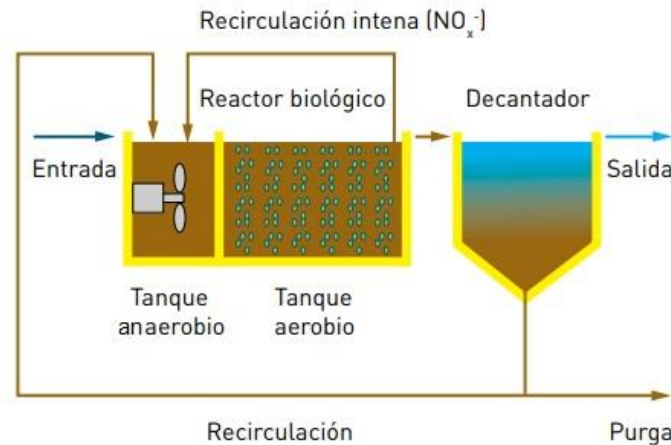 Recirculación intena (NOx-)
Reactor biológico
Decantador
Entrada
Salida
Tanque
anaerobio
Tanque
aerobio
Recirculación
Purga